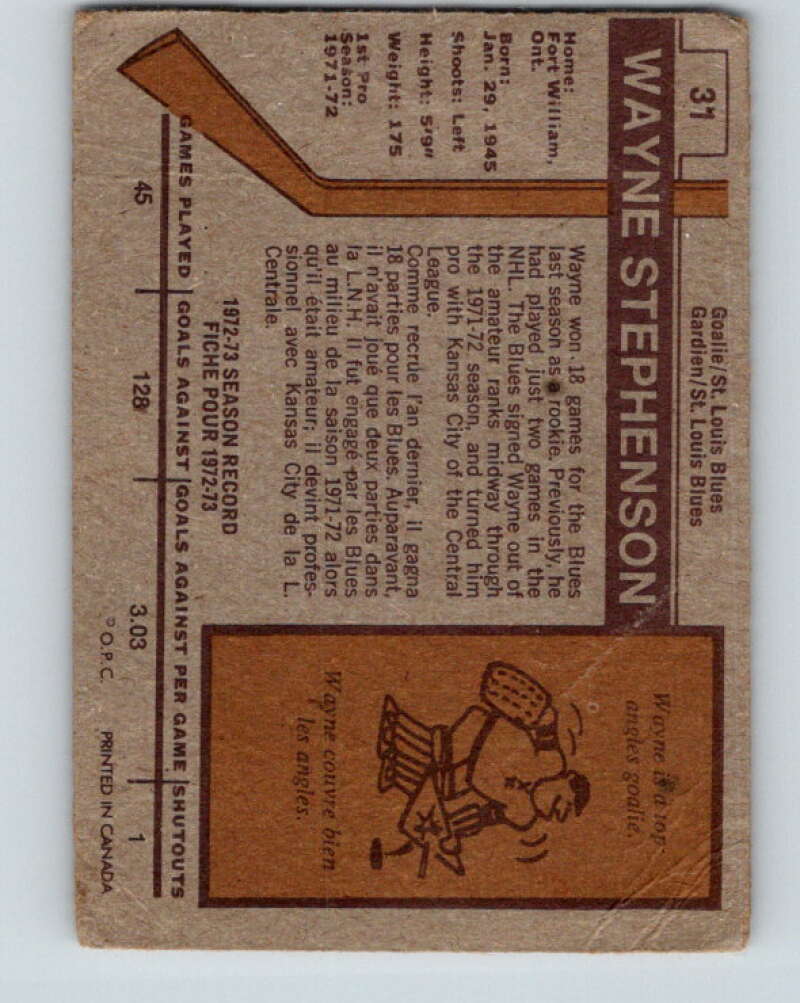 31
Goalie/St. Louis Blues
Gardien/St. Louis Blues
WAYNE STEPHENSON
Home:
Fort William,
Ont.
Born:
Jan. 29, 1945
Shoots: Left
Height: 5'9"
Weight: 175
1st Pro
Season:
1971-72
Wayne won 18 games for the Blues
last season as a rookie. Previously, he
had played just two games in the
NHL. The Blues signed Wayne out of
the amateur ranks midway through
the 1971-72 season, and turned him
pro with Kansas City of the Central
League.
Comme recrue l'an dernier, il gagna
18 parties pour les Blues. Auparavant,
il n'avait joué que deux parties dans
la L.N.H. Il fut engagé par les Blues
au milieu de la saison 1971-72 alors
qu'il était amateur; il devint profes-
sionnel avec Kansas City de la L.
Centrale.
Wayne is a top
angles goalie.
Wayne couvre bien
les angles.
1972-73 SEASON RECORD
FICHE POUR 1972-73
GAMES PLAYED GOALS AGAINST GOALS AGAINST PER GAME SHUTOUTS
45 128 3.03 1
© O.P.C. PRINTED IN CANADA